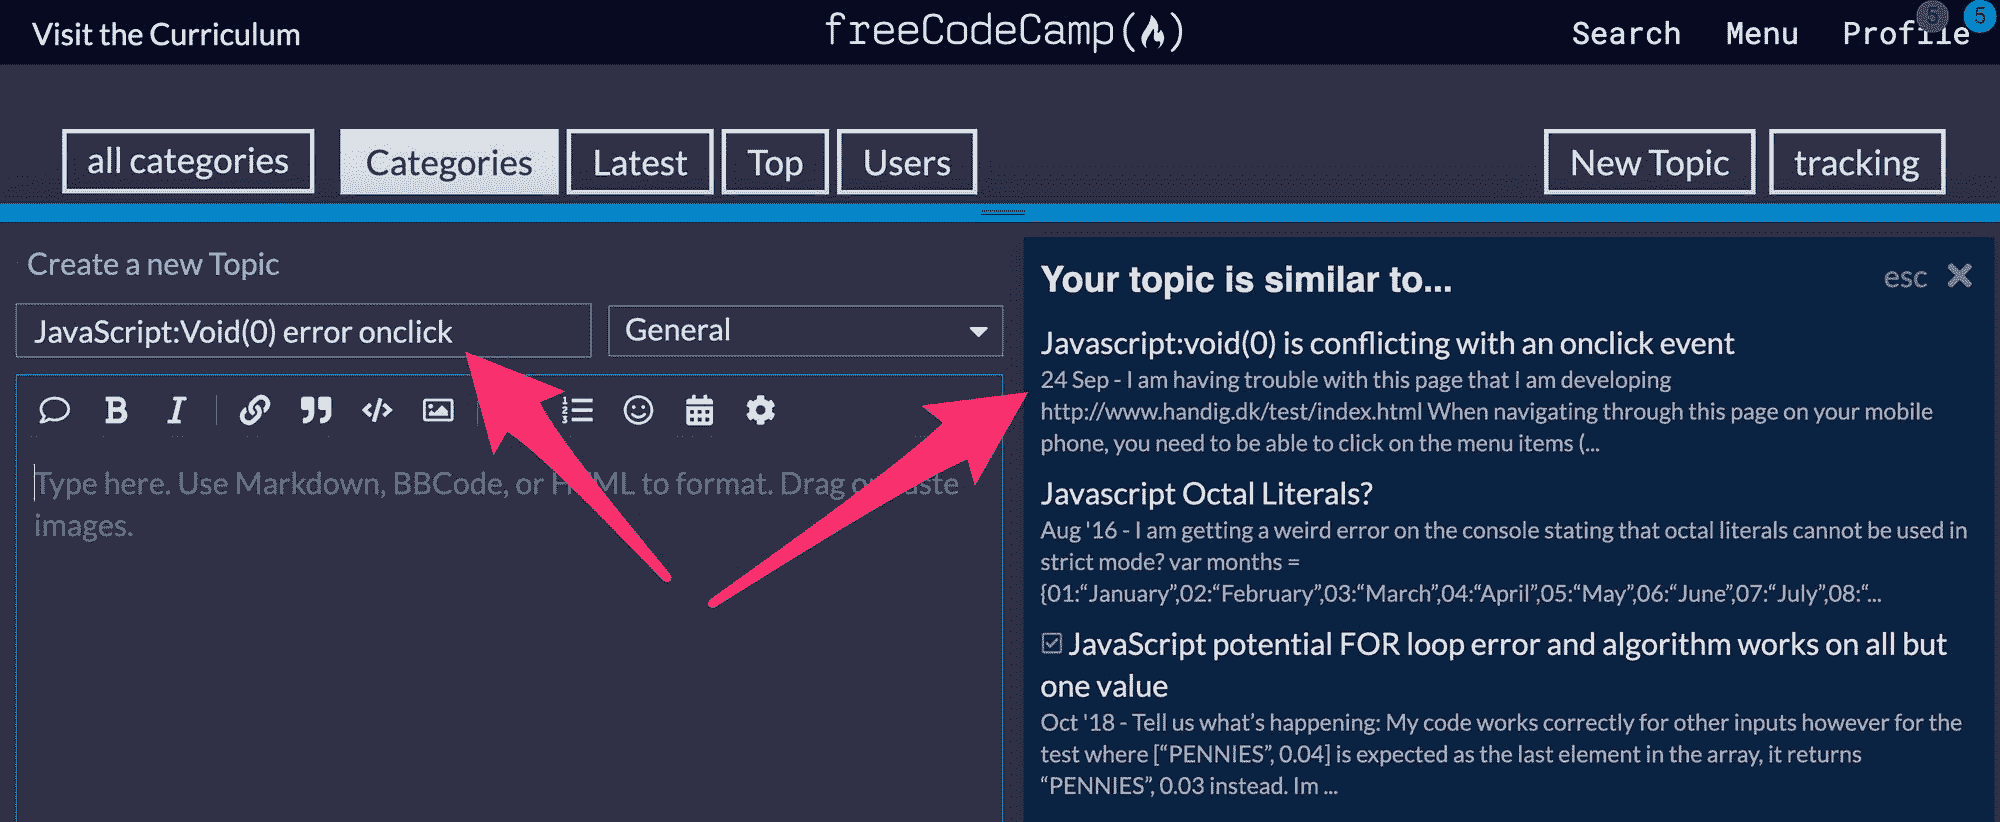 Visit the Curriculum
freeCodeCamp(🔥)
Search Menu Profile 5 5
all categories Categories Latest Top Users New Topic tracking
Create a new Topic
JavaScript:Void(0) error onclick
General
B I
Type here. Use Markdown, BBCode, or HTML to format. Drag or paste
images.
Your topic is similar to...
esc
Javascript:void(0) is conflicting with an onclick event
24 Sep - I am having trouble with this page that I am developing
http://www.handig.dk/test/index.html When navigating through this page on your mobile
phone, you need to be able to click on the menu items (...
Javascript Octal Literals?
Aug '16 - I am getting a weird error on the console stating that octal literals cannot be used in
strict mode? var months =
{01:“January”,02:“February”,03:“March”,04:“April”,05:“May”,06:“June”,07:“July”,08:“...
JavaScript potential FOR loop error and algorithm works on all but
one value
Oct '18 - Tell us what’s happening: My code works correctly for other inputs however for the
test where [“PENNIES”, 0.04] is expected as the last element in the array, it returns
“PENNIES”, 0.03 instead. Im ...